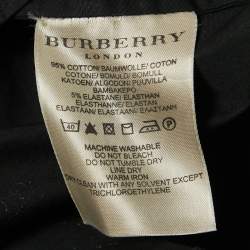 BURBERRY
LONDON
95% COTTON/BAUMWOLLE/ COTON
COTONE/ BOMULD/ BOMULL
KATOEN/ ALGODON/ PUUVILLA
ΒΑΜΒΑΚΕΡΟ
5% ELASTANE/ ELASTHAN
ELASTHANNE/ ELASTAN
ELASTAAN/ ELASTANO
40
MACHINE WASHABLE
DO NOT BLEACH
DO NOT TUMBLE DRY
LINE DRY
WARM IRON
DRY CLEAN WITH ANY SOLVENT EXCEPT
TRICHLOROETHYLENE